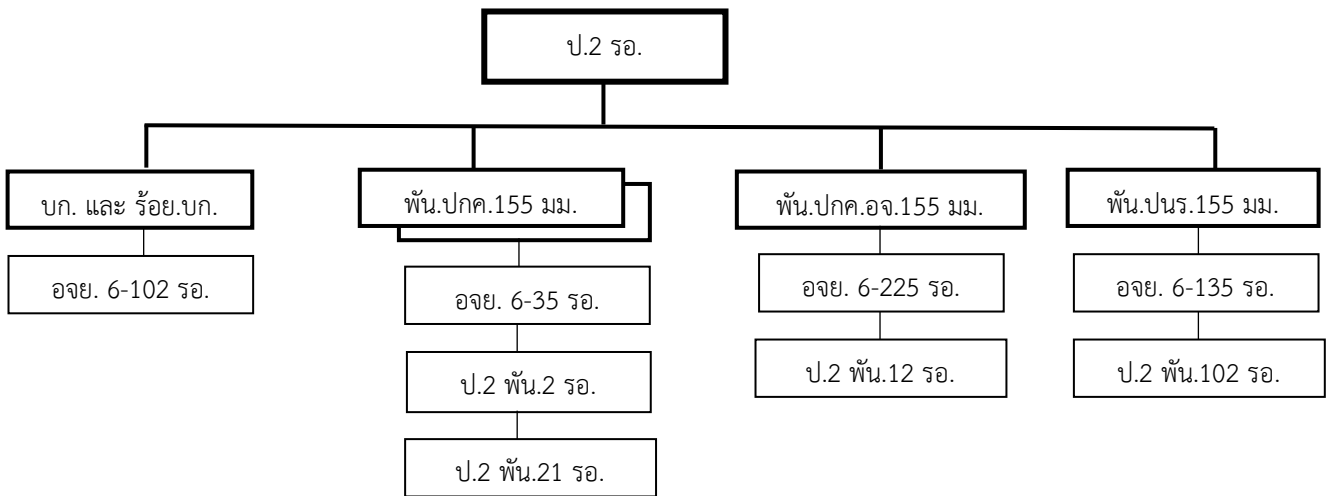 ป.2 รอ.
บก. และ ร้อย.บก.
พัน.ปกค.155 มม.
พัน.ปกค.อจ.155 มม.
พัน.ปนร.155 มม.
อจย. 6-102 รอ.
อจย. 6-35 รอ.
อจย. 6-225 รอ.
อจย. 6-135 รอ.
ป.2 พัน.2 รอ.
ป.2 พัน.12 รอ.
ป.2 พัน.102 รอ.
ป.2 พัน.21 รอ.